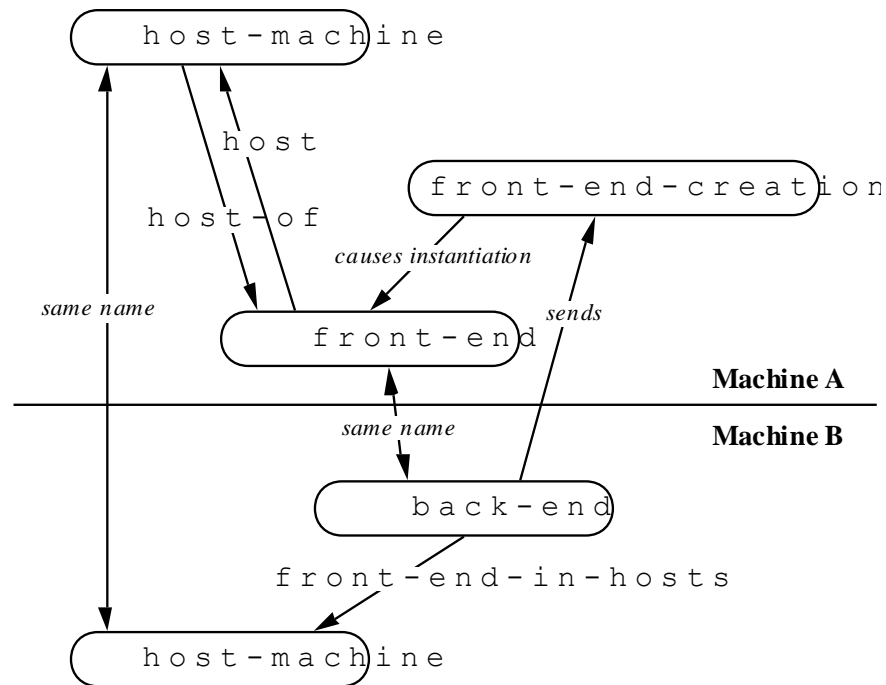 host-machine
host
front-end-creation
host-of
causes instantiation
same name
sends
front-end
Machine A
same name
Machine B
back-end
front-end-in-hosts
host-machine